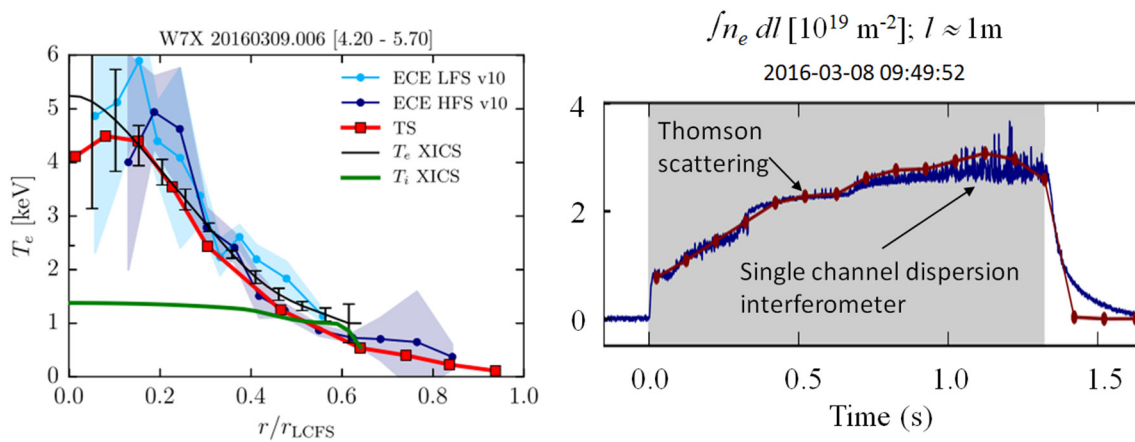 W7X 20160309.006 [4.20 - 5.70]
6
5
4
3
2
1
0
T_e [keV]
ECE LFS v10
ECE HFS v10
TS
T_e XICS
T_i XICS
0.0 0.2 0.4 0.6 0.8 1.0
r/r_LCFS
∫n_e dl [10¹⁹ m⁻²]; l ≈ 1m
2016-03-08 09:49:52
4
2
0
Thomson
scattering
Single channel dispersion
interferometer
0.0 0.5 1.0 1.5
Time (s)